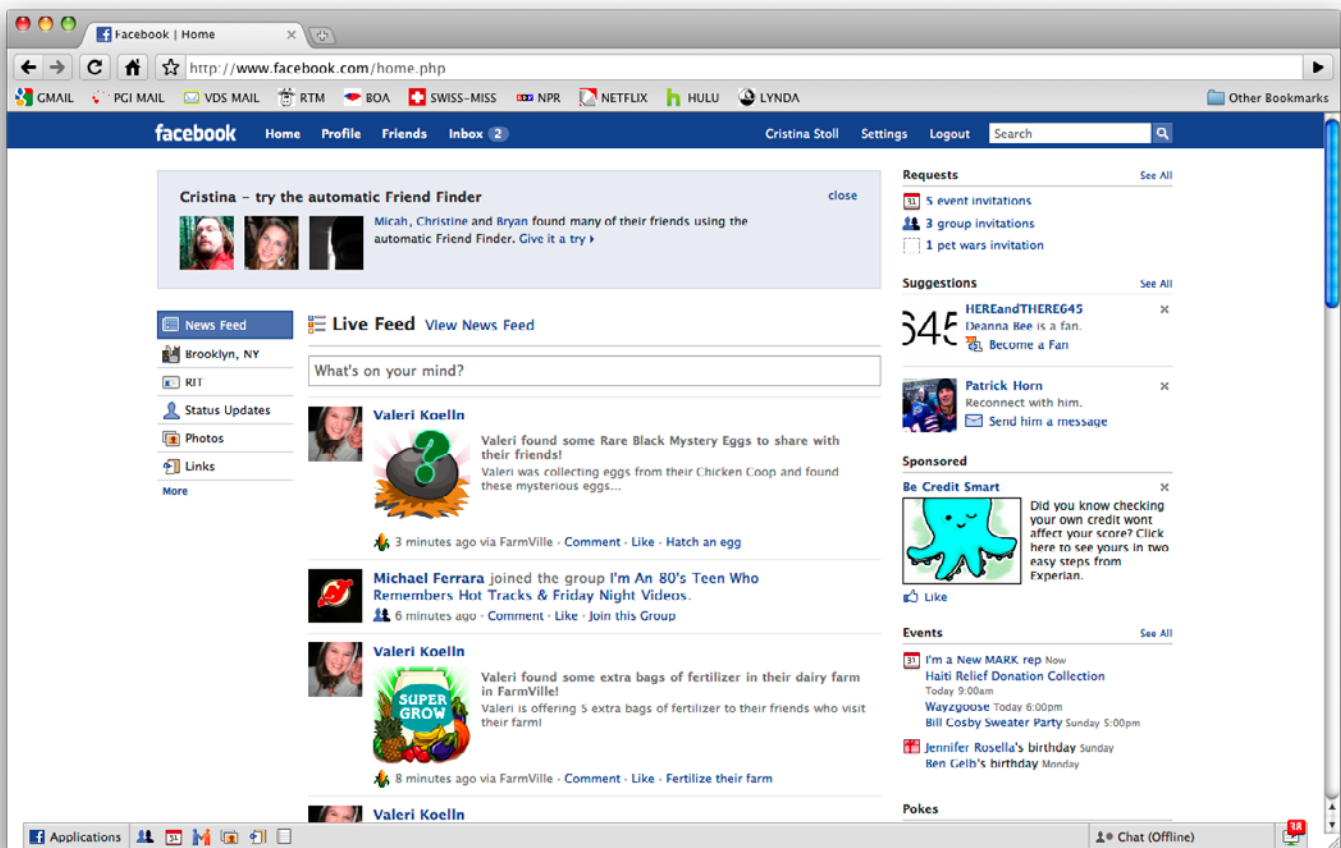 Facebook | Home
http://www.facebook.com/home.php
GMAIL PGI MAIL VDS MAIL RTM BOA SWISS-MISS NPR NETFLIX HULU LYNDA Other Bookmarks
facebook Home Profile Friends Inbox 2 Cristina Stoll Settings Logout Search
Cristina – try the automatic Friend Finder close
Micah, Christine and Bryan found many of their friends using the
automatic Friend Finder. Give it a try
News Feed
Brooklyn, NY
RIT
Status Updates
Photos
Links
More
Live Feed View News Feed
What's on your mind?
Valeri Koelln
Valeri found some Rare Black Mystery Eggs to share with
their friends!
Valeri was collecting eggs from their Chicken Coop and found
these mysterious eggs...
3 minutes ago via FarmVille · Comment · Like · Hatch an egg
Michael Ferrara joined the group I'm An 80's Teen Who
Remembers Hot Tracks & Friday Night Videos.
6 minutes ago · Comment · Like · Join this Group
Valeri Koelln
SUPER
GROW
Valeri found some extra bags of fertilizer in their dairy farm
in FarmVille!
Valeri is offering 5 extra bags of fertilizer to their friends who visit
their farm!
8 minutes ago via FarmVille · Comment · Like · Fertilize their farm
Valeri Koelln
Requests See All
31 5 event invitations
3 group invitations
1 pet wars invitation
Suggestions See All
645
HEREandTHEREG45
Deanna Bee is a fan.
Become a Fan
Patrick Horn
Reconnect with him.
Send him a message
Sponsored
Be Credit Smart
Did you know checking
your own credit wont
affect your score? Click
here to see yours in two
easy steps from
Experian.
Like
Events See All
31 I'm a New MARK rep Now
Haiti Relief Donation Collection
Today 9:00am
Wayzgoose Today 6:00pm
Bill Cosby Sweater Party Sunday 5:00pm
Jennifer Rosella's birthday Sunday
Ben Gelb's birthday Monday
Pokes
Applications 31 Chat (Offline) 38